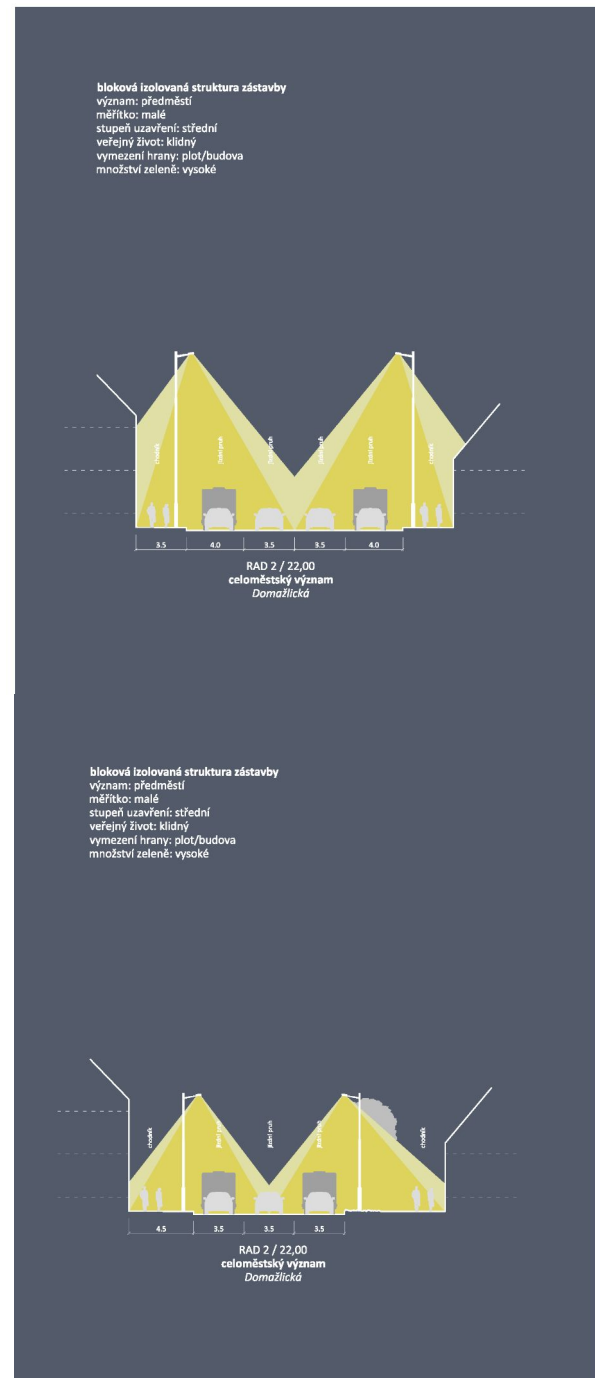 bloková izolovaná struktura zástavby
význam: předměstí
měřítko: malé
stupeň uzavření: střední
veřejný život: klidný
vymezení hrany: plot/budova
množství zeleně: vysoké
chodník
jízdní pruh
jízdní pruh
jízdní pruh
jízdní pruh
chodník
3.5 4.0 3.5 3.5 4.0
RAD 2 / 22,00
celoměstský význam
Domažlická
bloková izolovaná struktura zástavby
význam: předměstí
měřítko: malé
stupeň uzavření: střední
veřejný život: klidný
vymezení hrany: plot/budova
množství zeleně: vysoké
chodník
jízdní pruh
jízdní pruh
jízdní pruh
chodník
4.5 3.5 3.5 3.5
RAD 2 / 22,00
celoměstský význam
Domažlická